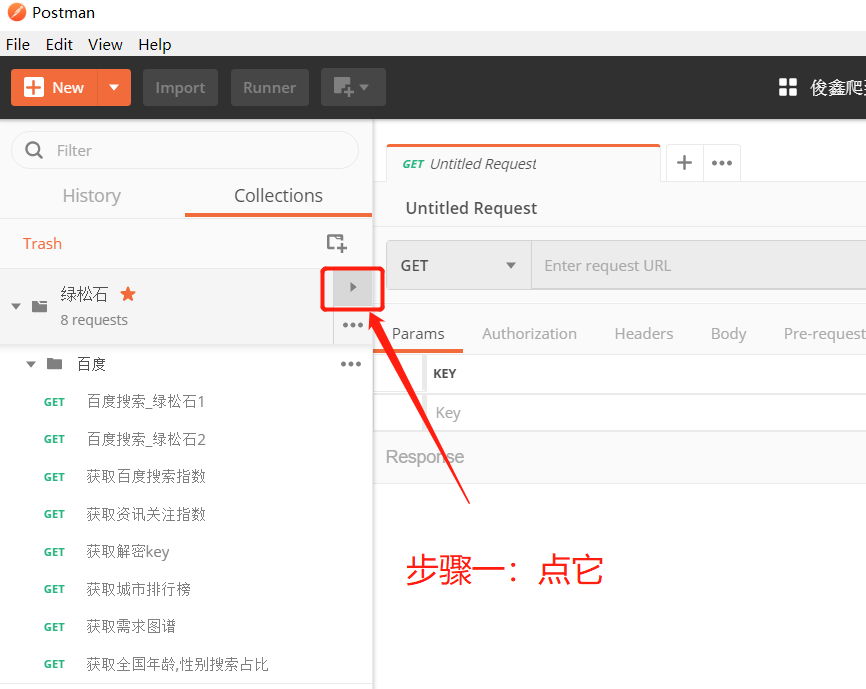 Postman
File Edit View Help
New Import Runner 俊鑫爬
Filter
History Collections
Trash
绿松石
8 requests
百度
GET 百度搜索_绿松石1
GET 百度搜索_绿松石2
GET 获取百度搜索指数
GET 获取资讯关注指数
GET 获取解密key
GET 获取城市排行榜
GET 获取需求图谱
GET 获取全国年龄,性别搜索占比
GET Untitled Request
Untitled Request
GET Enter request URL
Params Authorization Headers Body Pre-request
KEY
Key
Response
步骤一：点它